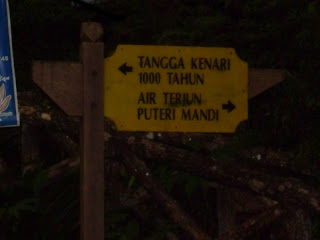 TANGGA KENARI
1000 TAHUN
AIR TERJUN
PUTERI MANDI